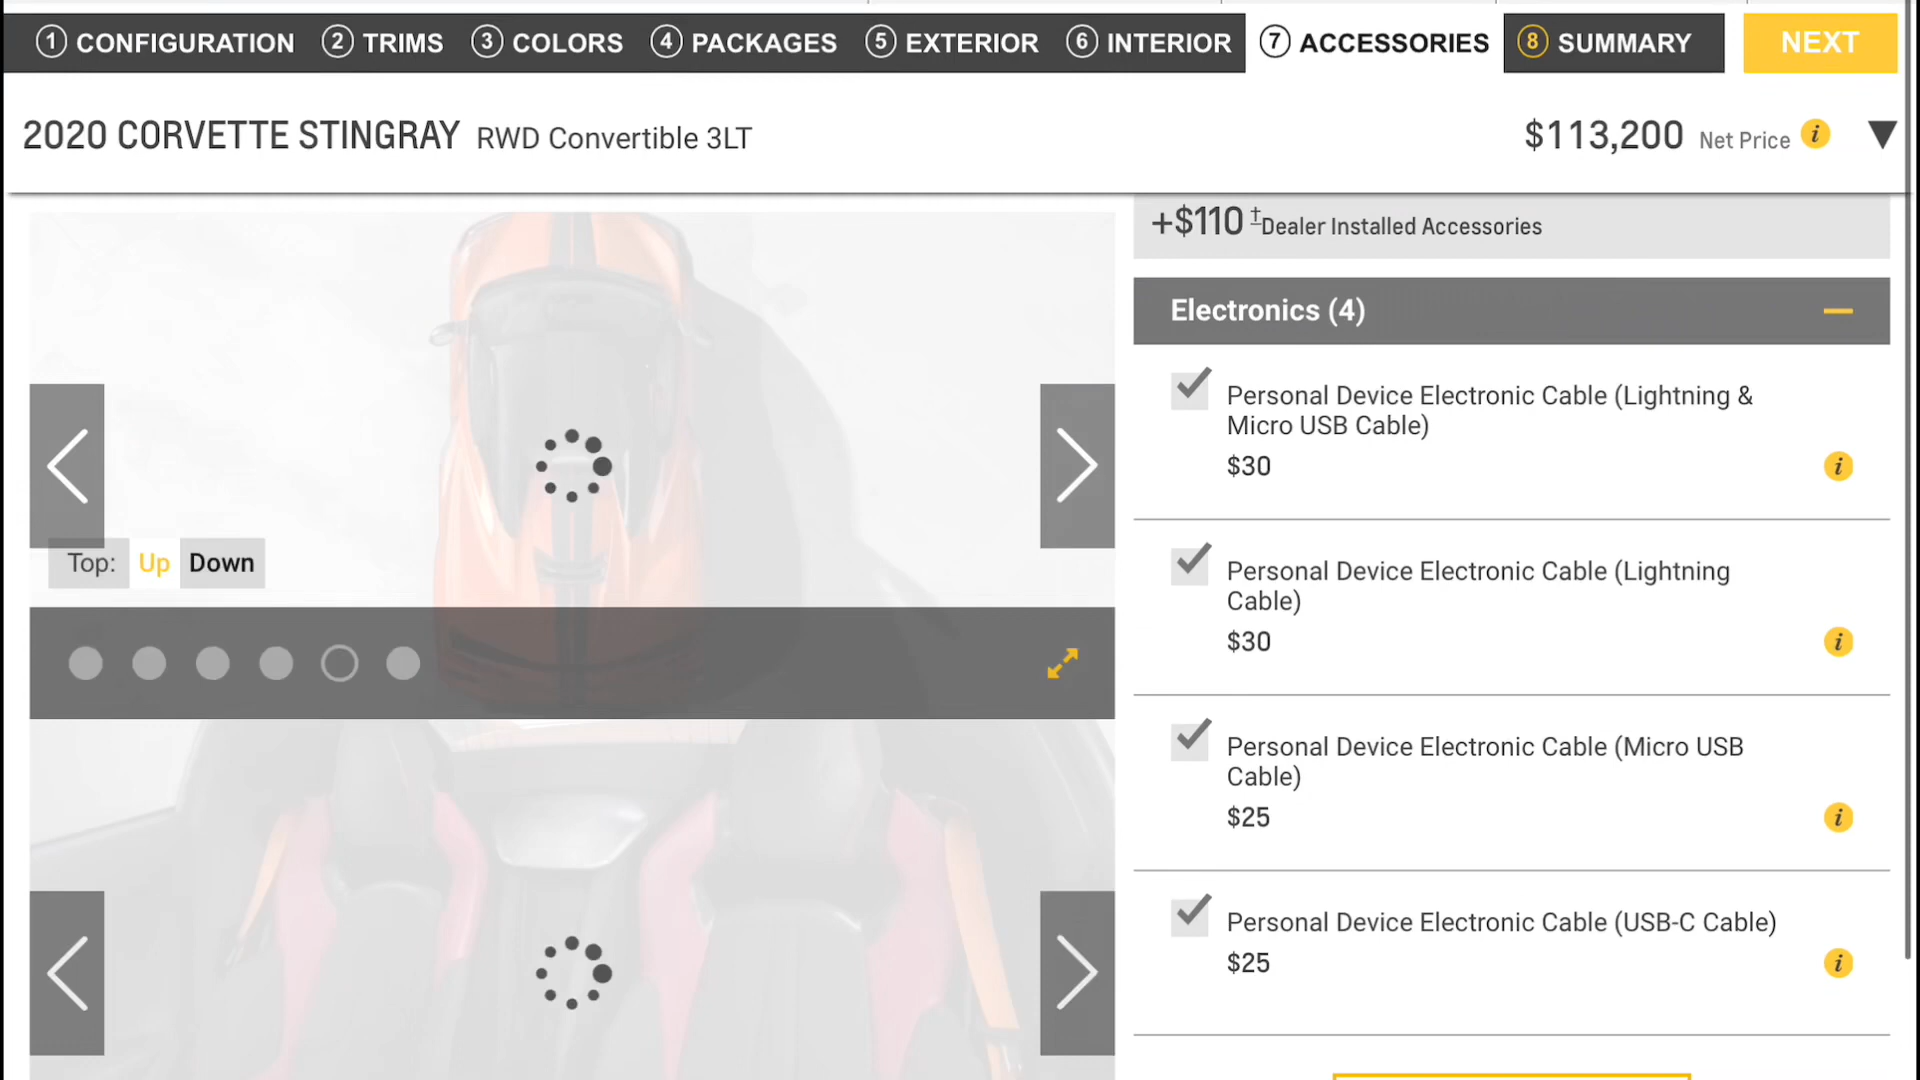 1 CONFIGURATION 2 TRIMS 3 COLORS 4 PACKAGES 5 EXTERIOR 6 INTERIOR 7 ACCESSORIES 8 SUMMARY NEXT
2020 CORVETTE STINGRAY RWD Convertible 3LT $113,200 Net Price i ▼
+$110 †Dealer Installed Accessories
Electronics (4) –
Personal Device Electronic Cable (Lightning &
Micro USB Cable)
$30 i
Personal Device Electronic Cable (Lightning
Cable)
$30 i
Personal Device Electronic Cable (Micro USB
Cable)
$25 i
Personal Device Electronic Cable (USB-C Cable)
$25 i
Top: Up Down